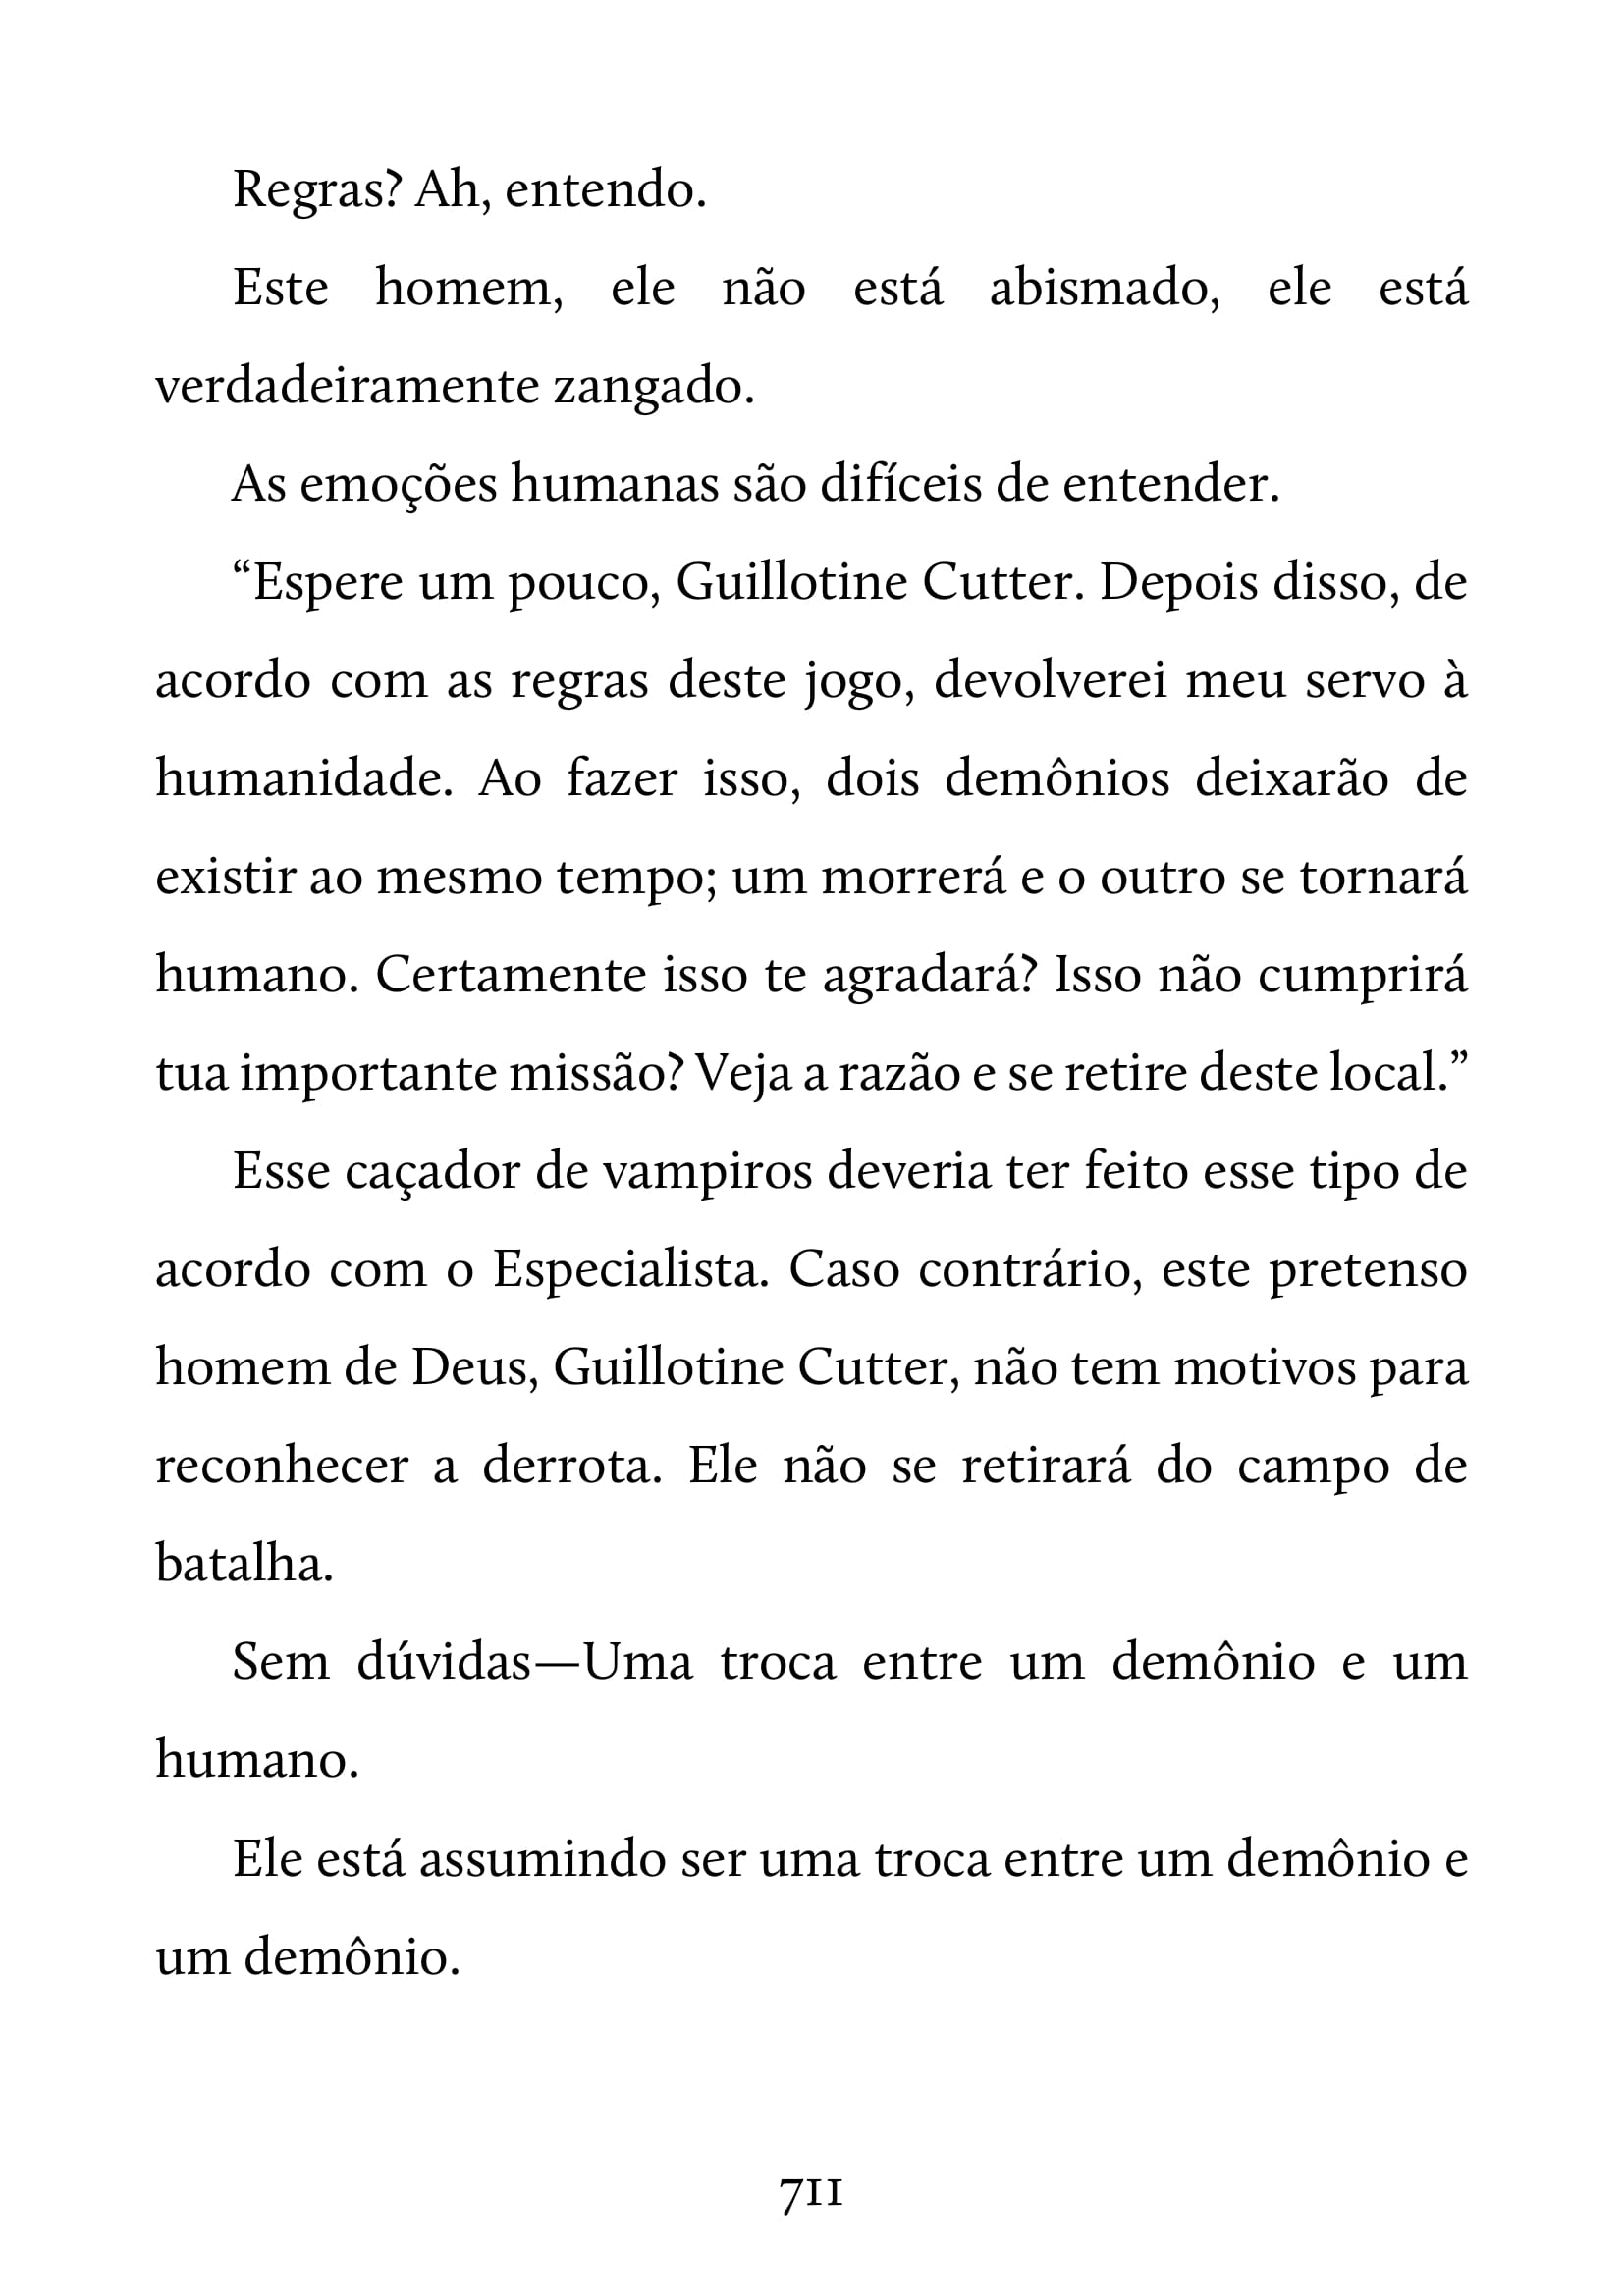 Regras? Ah, entendo.
Este homem, ele não está abismado, ele está
verdadeiramente zangado.
As emoções humanas são difíceis de entender.
“Espere um pouco, Guillotine Cutter. Depois disso, de
acordo com as regras deste jogo, devolverei meu servo à
humanidade. Ao fazer isso, dois demônios deixarão de
existir ao mesmo tempo; um morrerá e o outro se tornará
humano. Certamente isso te agradará? Isso não cumprirá
tua importante missão? Veja a razão e se retire deste local.”
Esse caçador de vampiros deveria ter feito esse tipo de
acordo com o Especialista. Caso contrário, este pretenso
homem de Deus, Guillotine Cutter, não tem motivos para
reconhecer a derrota. Ele não se retirará do campo de
batalha.
Sem dúvidas—Uma troca entre um demônio e um
humano.
Ele está assumindo ser uma troca entre um demônio e
um demônio.
711